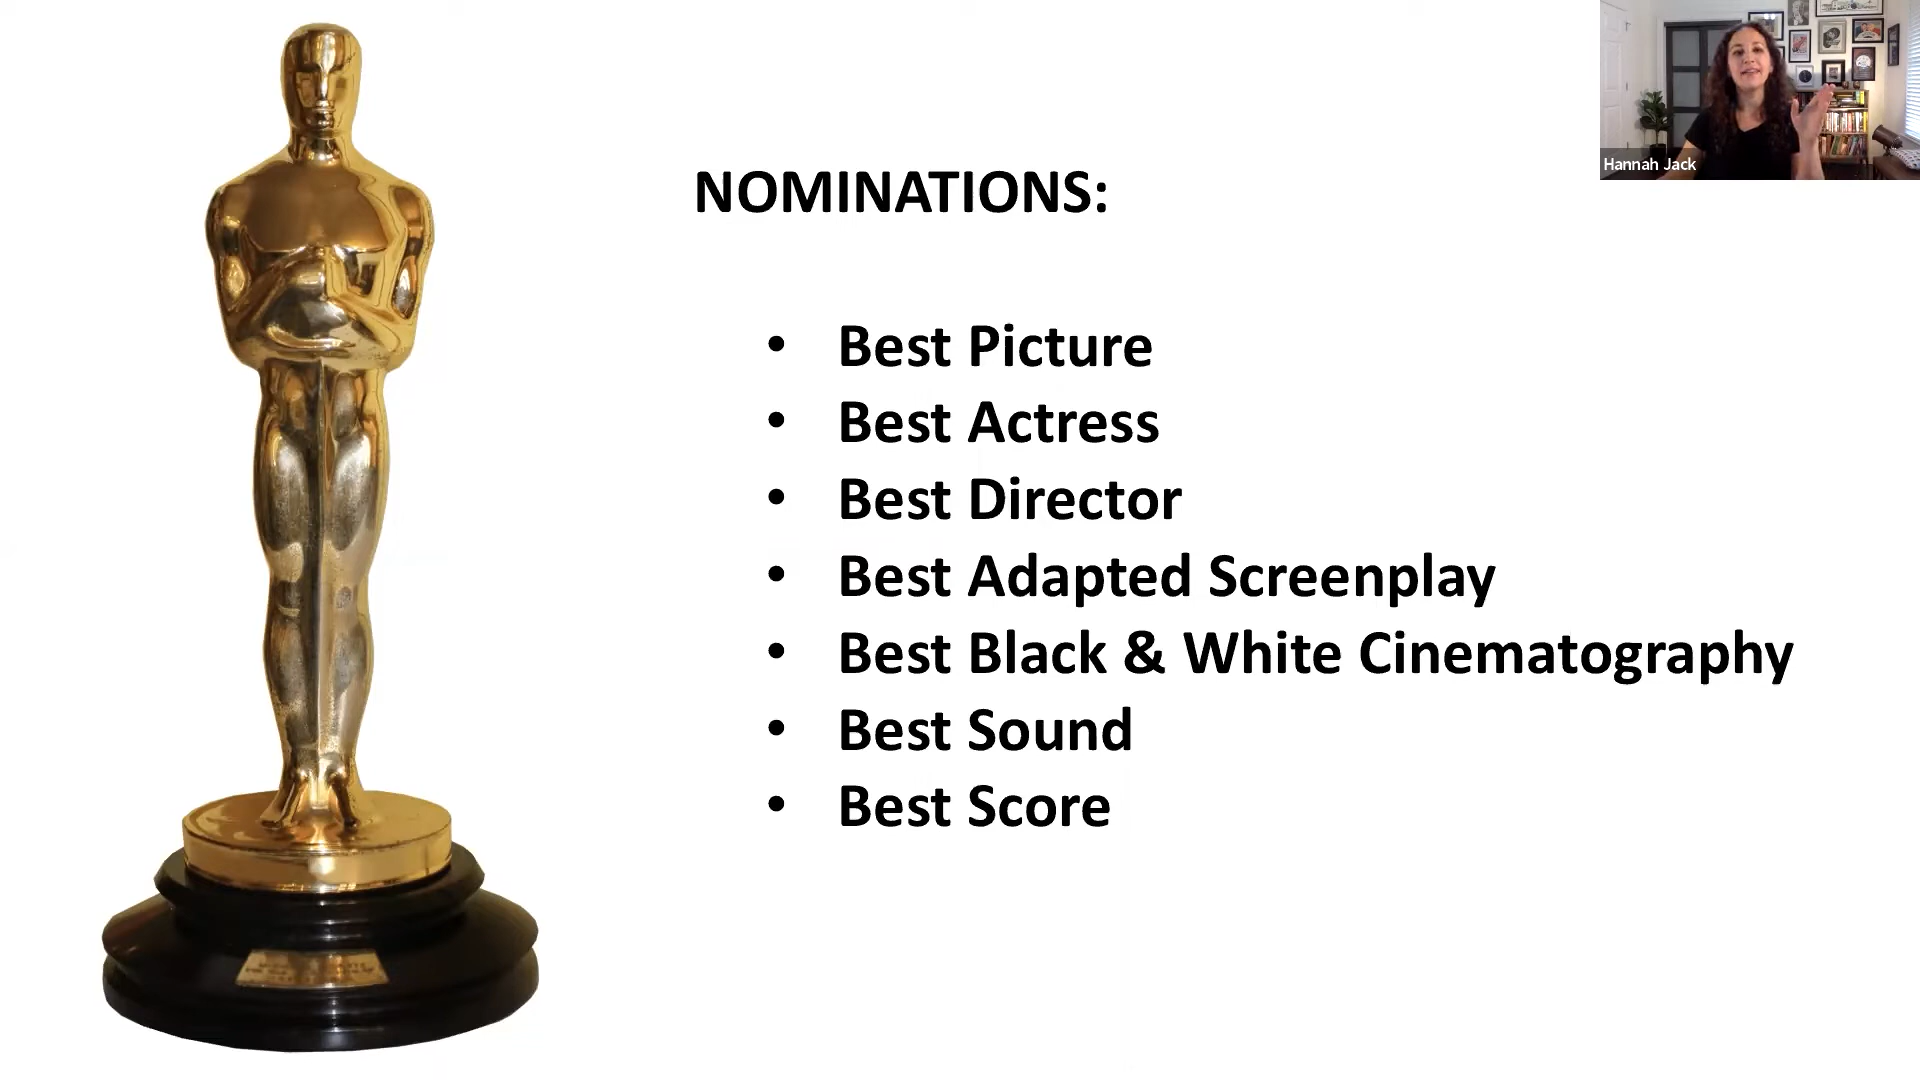 Hannah Jack
NOMINATIONS:
• Best Picture
• Best Actress
• Best Director
• Best Adapted Screenplay
• Best Black & White Cinematography
• Best Sound
• Best Score